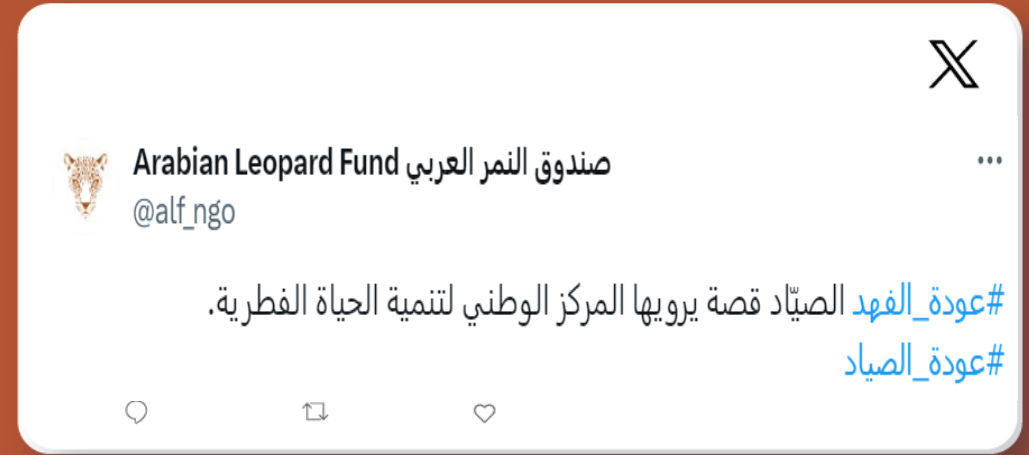 صندوق النمر العربي Arabian Leopard Fund
@alf_ngo
#عودة_الفهد الصيّاد قصة يرويها المركز الوطني لتنمية الحياة الفطرية.
#عودة_الصياد